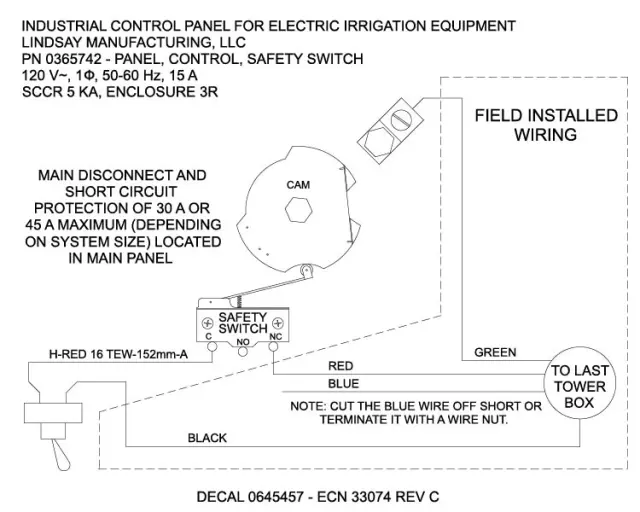 INDUSTRIAL CONTROL PANEL FOR ELECTRIC IRRIGATION EQUIPMENT
LINDSAY MANUFACTURING, LLC
PN 0365742 - PANEL, CONTROL, SAFETY SWITCH
120 V~, 1Φ, 50-60 Hz, 15 A
SCCR 5 KA, ENCLOSURE 3R
FIELD INSTALLED
WIRING
MAIN DISCONNECT AND
SHORT CIRCUIT
PROTECTION OF 30 A OR
45 A MAXIMUM (DEPENDING
ON SYSTEM SIZE) LOCATED
IN MAIN PANEL
CAM
SAFETY
SWITCH
C
NO
NC
H-RED 16 TEW-152mm-A
GREEN
RED
BLUE
TO LAST
TOWER
BOX
NOTE: CUT THE BLUE WIRE OFF SHORT OR
TERMINATE IT WITH A WIRE NUT.
BLACK
DECAL 0645457 - ECN 33074 REV C